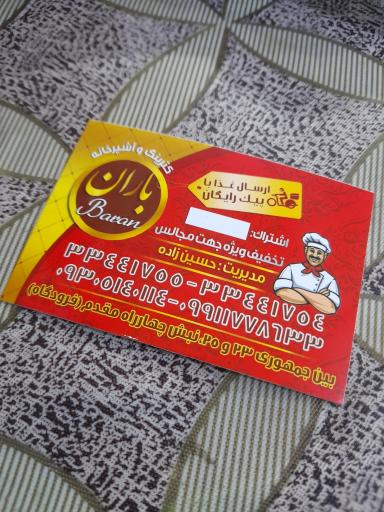 کترینگ و آشپزخانه
باران
Baran
ارسال غذا با
پیک رایگان
اشتراک:
تخفیف ویژه جهت مجالس
مدیریت: حسین زاده
۳۳۴۴۱۷۵۵-۳۳۴۴۱۷۵۴
۰۹۳۰۵۱۴۰۱۱۴-۰۹۹۱۱۷۷۸۶۳۳
بین جمهوری ۲۳ و ۲۵، نبش چهارراه مقدم (فرودگاه)